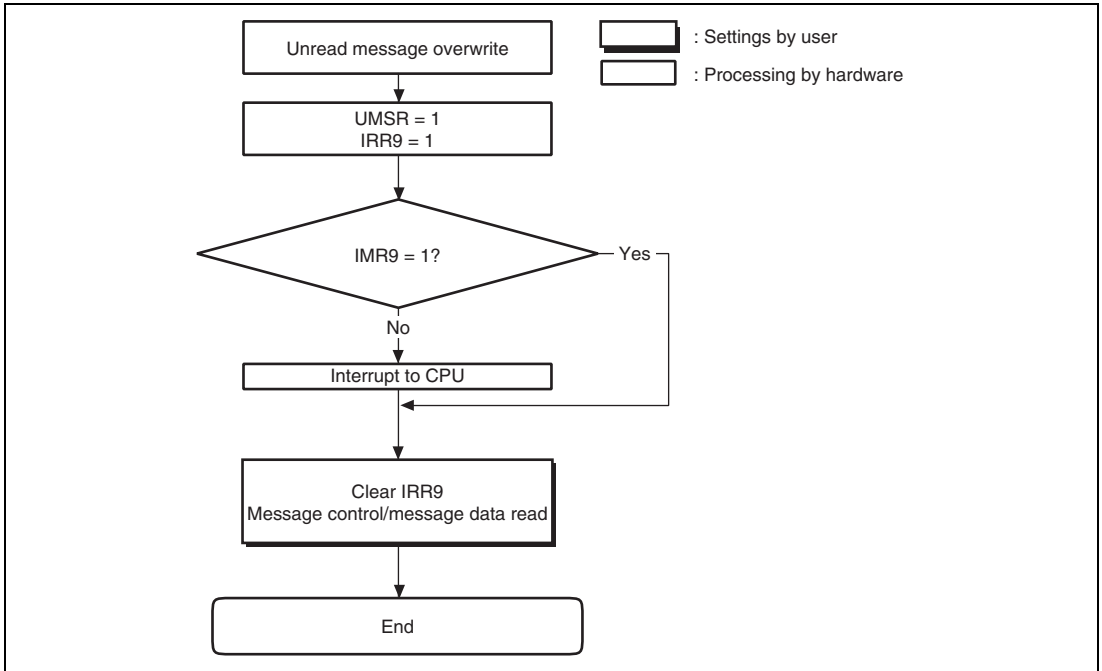 Unread message overwrite
: Settings by user
: Processing by hardware
UMSR = 1
IRR9 = 1
IMR9 = 1?
Yes
No
Interrupt to CPU
Clear IRR9
Message control/message data read
End